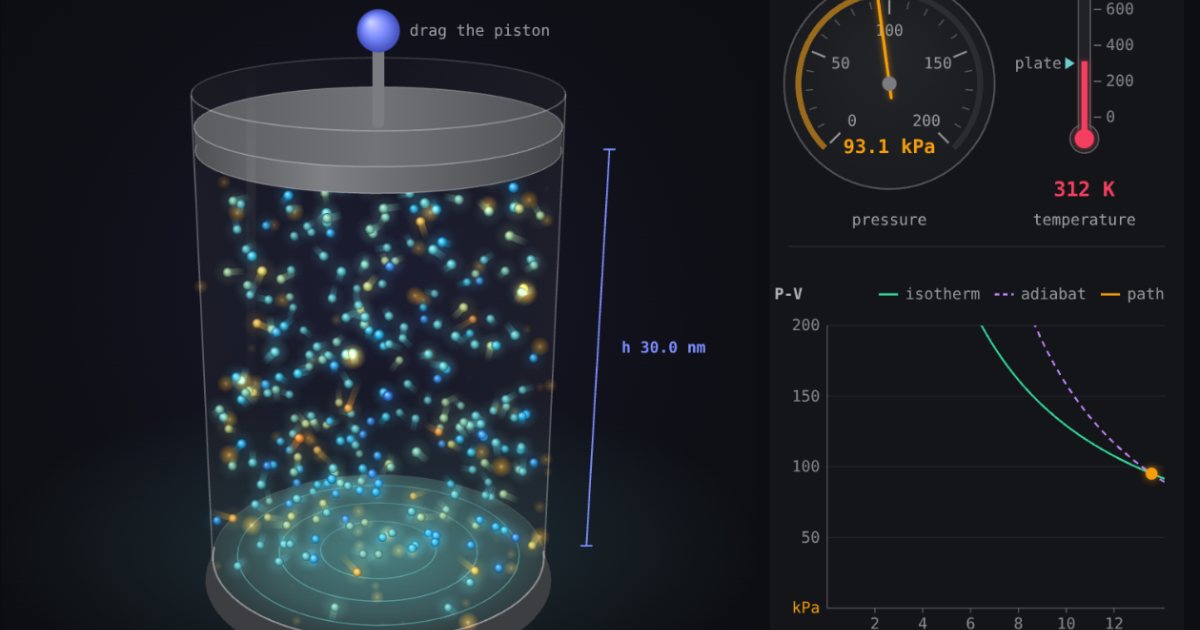 drag the piston
h 30.0 nm
0
50
100
150
200
93.1 kPa
pressure
600
400
200
0
plate
312 K
temperature
P-V
isotherm
adiabat
path
200
150
100
50
kPa
2 4 6 8 10 12